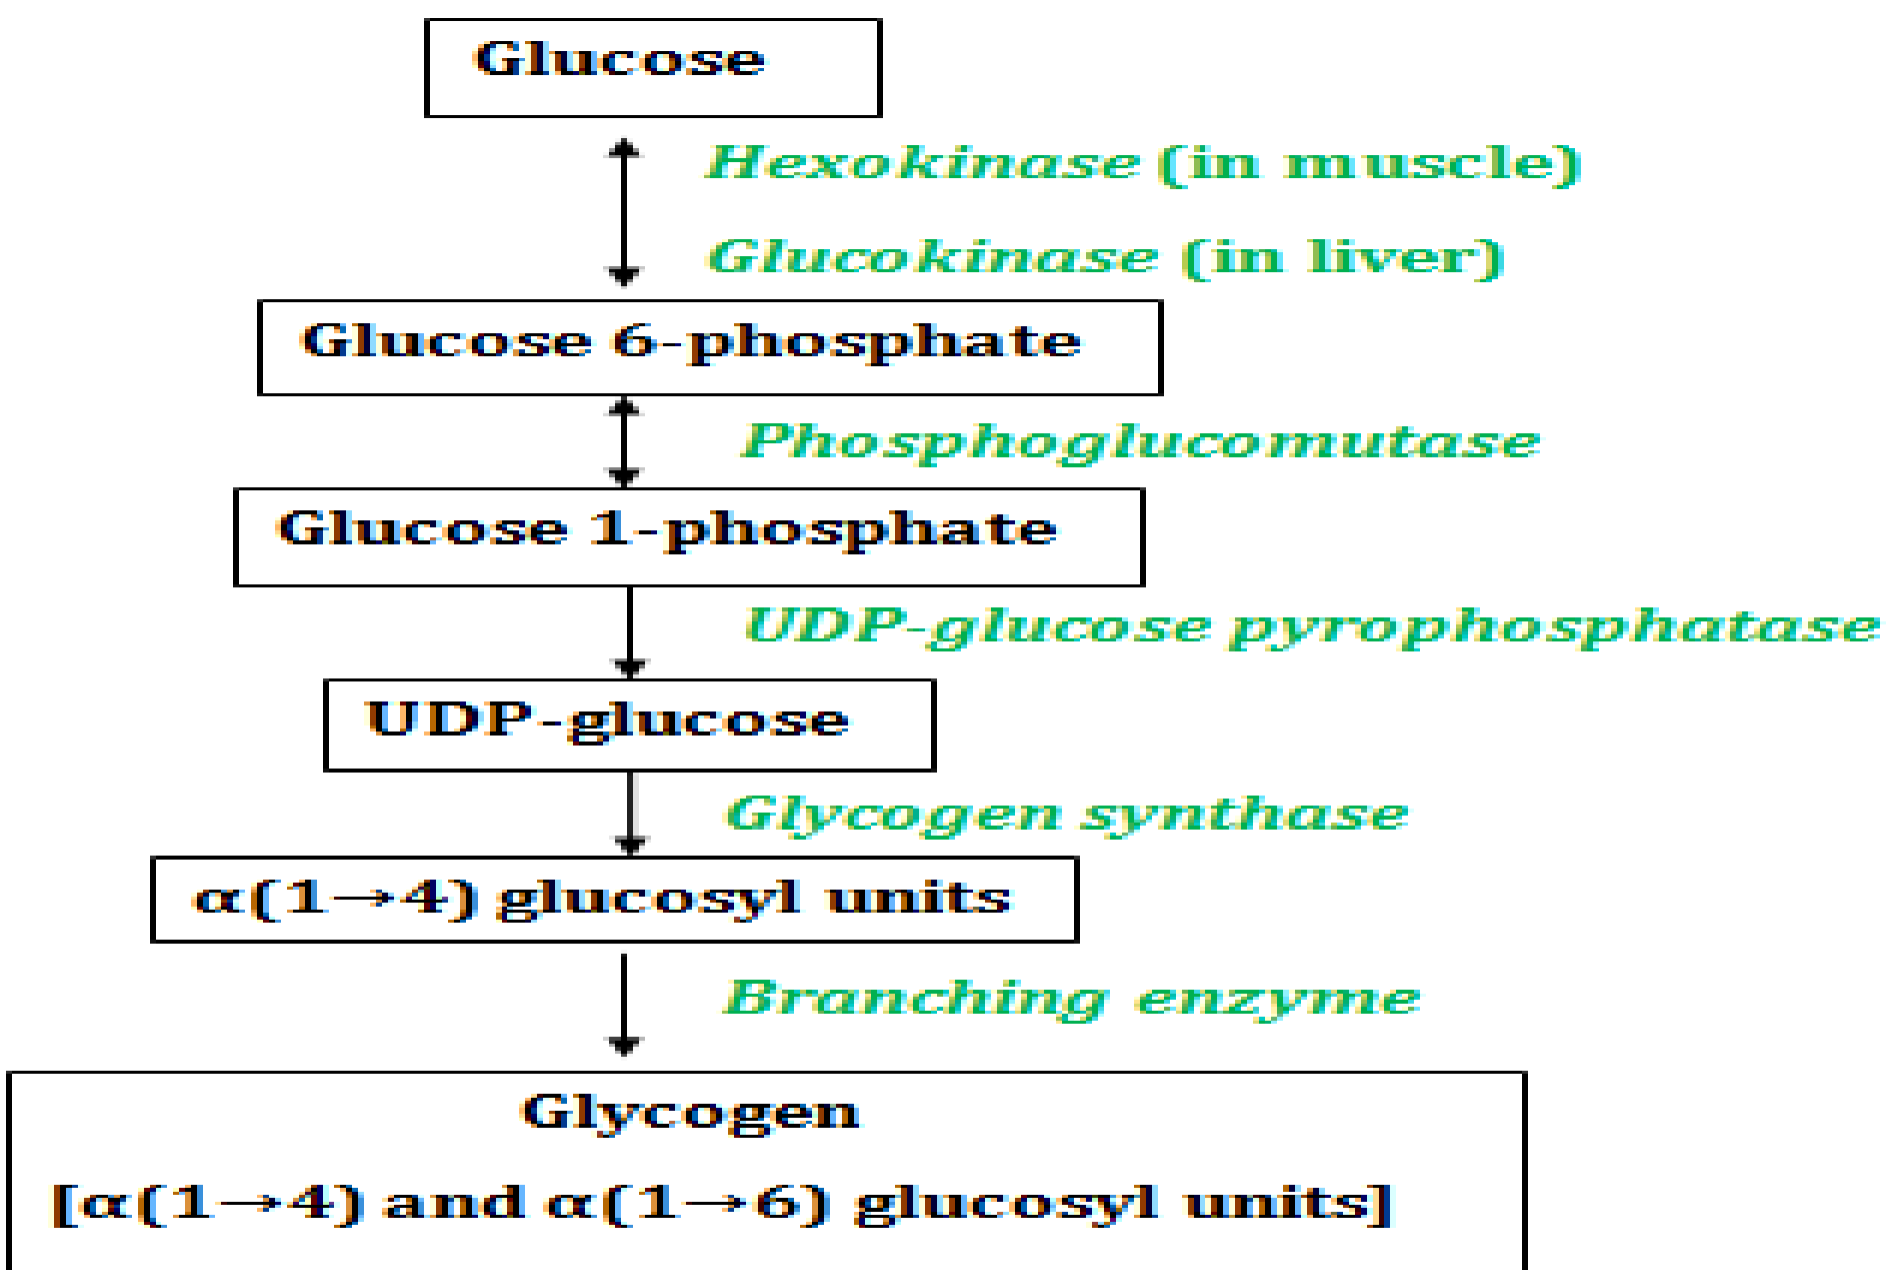 Glucose
Hexokinase (in muscle)
Glucokinase (in liver)
Glucose 6-phosphate
Phosphoglucomutase
Glucose 1-phosphate
UDP-glucose pyrophosphatase
UDP-glucose
Glycogen synthase
α(1→4) glucosyl units
Branching enzyme
Glycogen
[α(1→4) and α(1→6) glucosyl units]